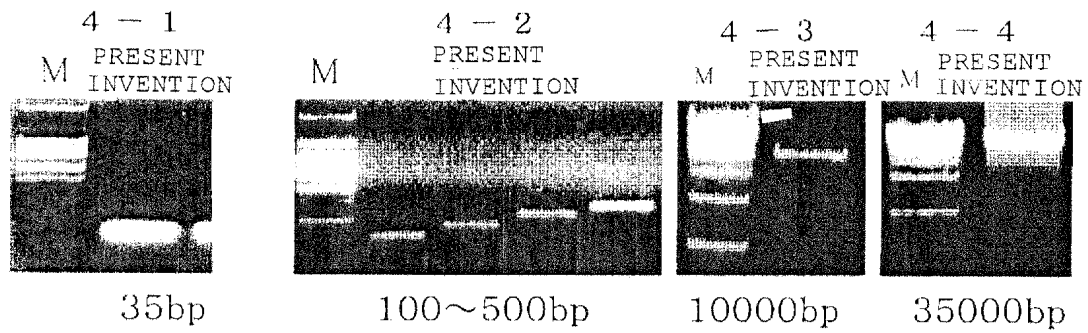 4 - 1
M
PRESENT
INVENTION
35bp
4 - 2
M
PRESENT
INVENTION
100～500bp
4 - 3
M
PRESENT
INVENTION
10000bp
4 - 4
M
PRESENT
INVENTION
35000bp